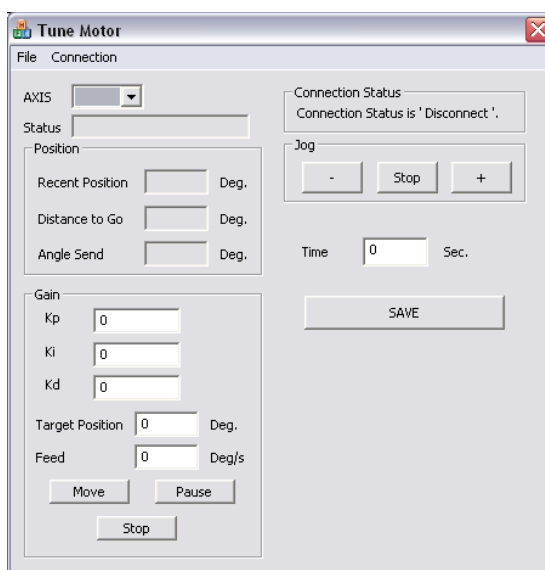 Tune Motor
File Connection
AXIS
Status
Position
Recent Position Deg.
Distance to Go Deg.
Angle Send Deg.
Gain
Kp 0
Ki 0
Kd 0
Target Position 0 Deg.
Feed 0 Deg/s
Move Pause
Stop
Connection Status
Connection Status is ' Disconnect '.
Jog
- Stop +
Time 0 Sec.
SAVE